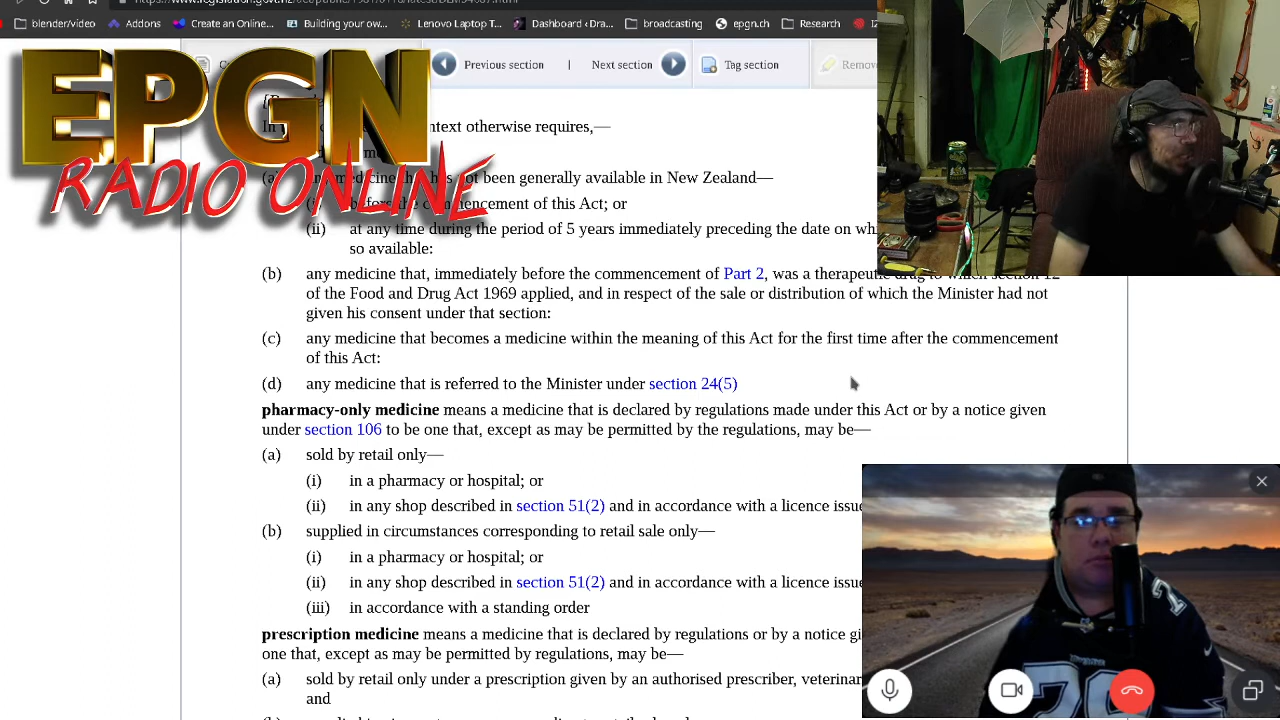 blender/video Addons Create an Online... Building your ow... Lenovo Laptop T... Dashboard ‹ Dra... broadcasting epgn.ch Research
Previous section | Next section Tag section Remov
EPGN
RADIO ONLINE
In context otherwise requires,—
(a) any medicine that has not been generally available in New Zealand—
(i) before the commencement of this Act; or
(ii) at any time during the period of 5 years immediately preceding the date on
so available:
(b) any medicine that, immediately before the commencement of Part 2, was a therapeutic drug to which section 12
of the Food and Drug Act 1969 applied, and in respect of the sale or distribution of which the Minister had not
given his consent under that section:
(c) any medicine that becomes a medicine within the meaning of this Act for the first time after the commencement
of this Act:
(d) any medicine that is referred to the Minister under section 24(5)
pharmacy-only medicine means a medicine that is declared by regulations made under this Act or by a notice given
under section 106 to be one that, except as may be permitted by the regulations, may be—
(a) sold by retail only—
(i) in a pharmacy or hospital; or
(ii) in any shop described in section 51(2) and in accordance with a licence issue
(b) supplied in circumstances corresponding to retail sale only—
(i) in a pharmacy or hospital; or
(ii) in any shop described in section 51(2) and in accordance with a licence issue
(iii) in accordance with a standing order
prescription medicine means a medicine that is declared by regulations or by a notice gi
one that, except as may be permitted by regulations, may be—
(a) sold by retail only under a prescription given by an authorised prescriber, veterinar
and